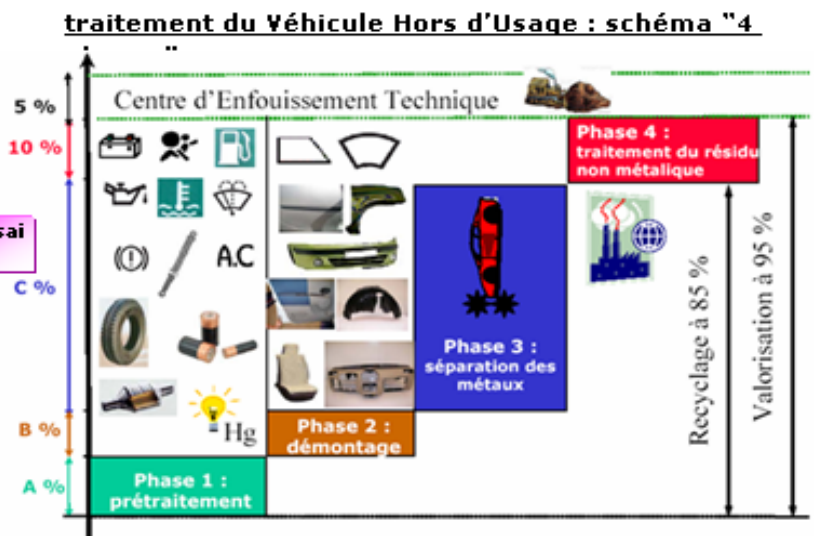 traitement du Véhicule Hors d'Usage : schéma "4
5 %
Centre d'Enfouissement Technique
10 %
Phase 4 :
traitement du résidu
non métalique
A.C
C %
Phase 3 :
séparation des
métaux
Recyclage à 85 %
Valorisation à 95 %
Hg
B %
Phase 2 :
démontage
A %
Phase 1 :
prétraitement